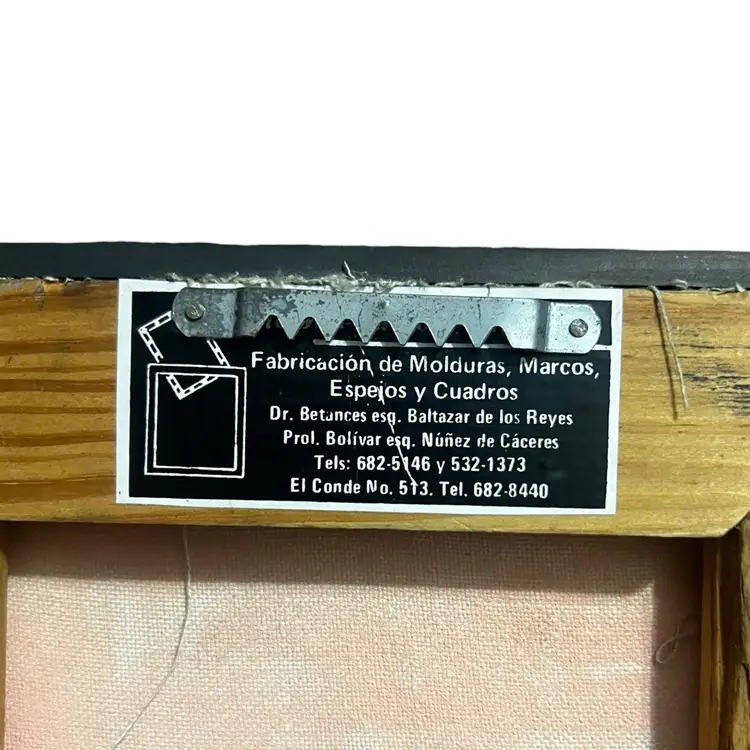 Fabricación de Molduras, Marcos,
Espejos y Cuadros
Dr. Betances esq. Baltazar de los Reyes
Prol. Bolívar esq. Núñez de Cáceres
Tels: 682-5146 y 532-1373
El Conde No. 513. Tel. 682-8440